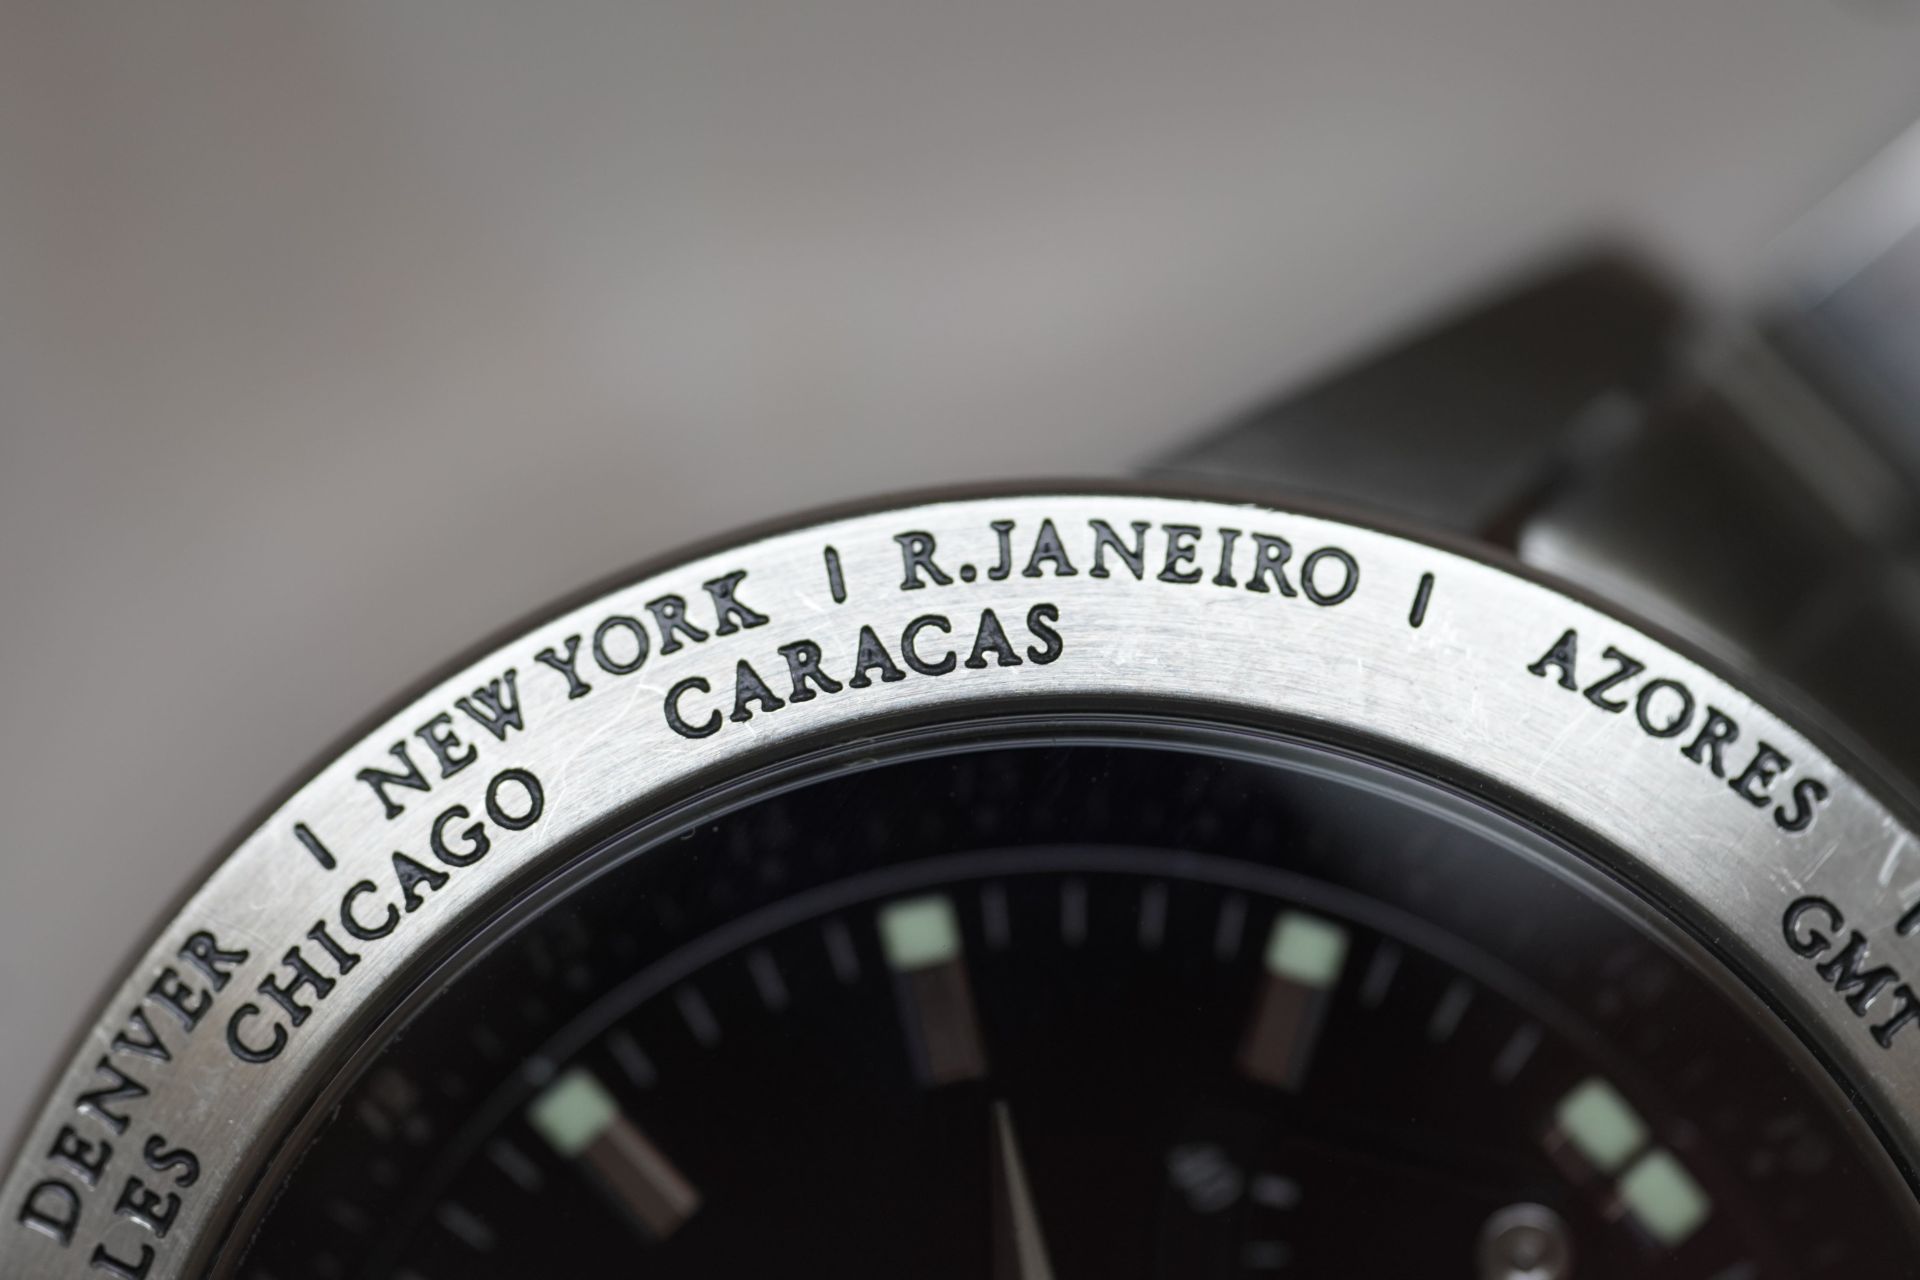 DENVER | NEW YORK | R.JANEIRO | AZORES
LES CHICAGO CARACAS GMT